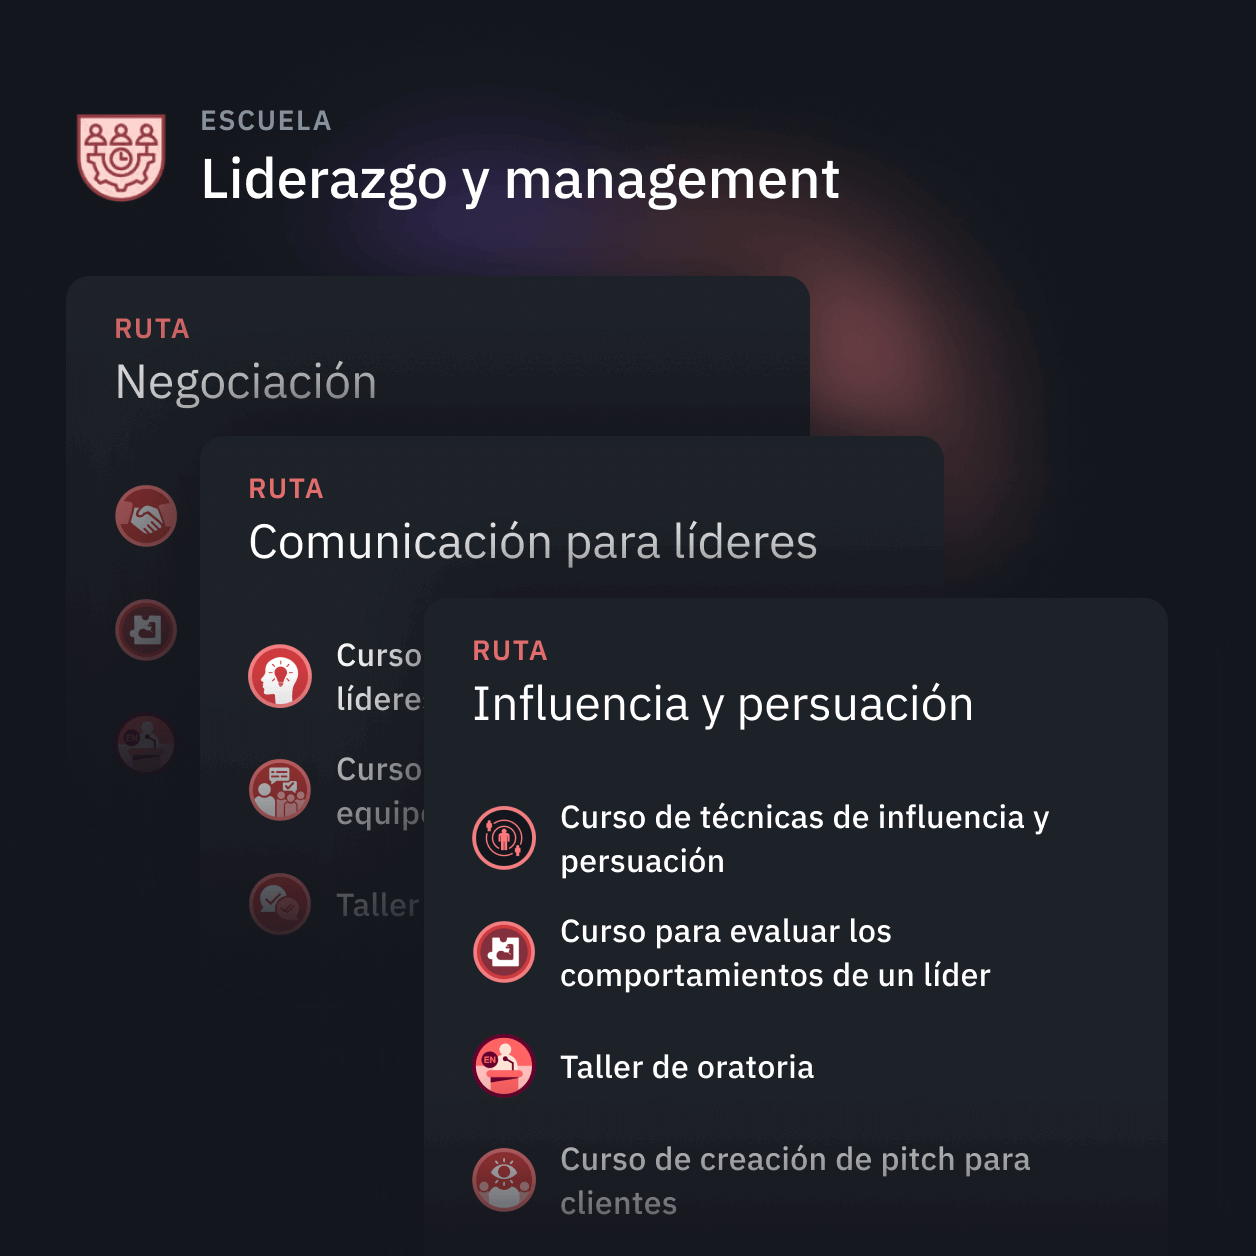 ESCUELA
Liderazgo y management
RUTA
Negociación
RUTA
Comunicación para líderes
Curso
Curso
Taller
RUTA
Influencia y persuación
Curso de técnicas de influencia y
persuación
Curso para evaluar los
comportamientos de un líder
EN
Taller de oratoria
Curso de creación de pitch para
clientes